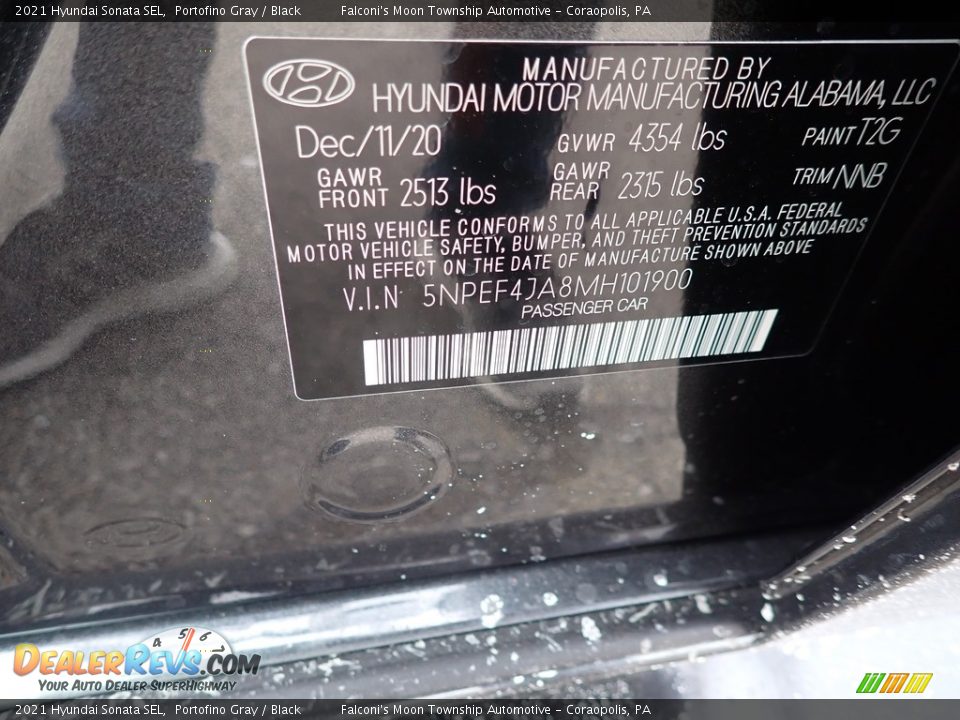 2021 Hyundai Sonata SEL, Portofino Gray / Black Falconi's Moon Township Automotive - Coraopolis, PA
MANUFACTURED BY
HYUNDAI MOTOR MANUFACTURING ALABAMA, LLC
Dec/11/20 GVWR 4354 lbs PAINT T2G
GAWR FRONT 2513 lbs GAWR REAR 2315 lbs TRIM NNB
THIS VEHICLE CONFORMS TO ALL APPLICABLE U.S.A. FEDERAL
MOTOR VEHICLE SAFETY, BUMPER, AND THEFT PREVENTION STANDARDS
IN EFFECT ON THE DATE OF MANUFACTURE SHOWN ABOVE
V.I.N 5NPEF4JA8MH101900
PASSENGER CAR
4 5 6
DEALERREVS.COM
YOUR AUTO DEALER SUPERHIGHWAY
2021 Hyundai Sonata SEL, Portofino Gray / Black Falconi's Moon Township Automotive - Coraopolis, PA